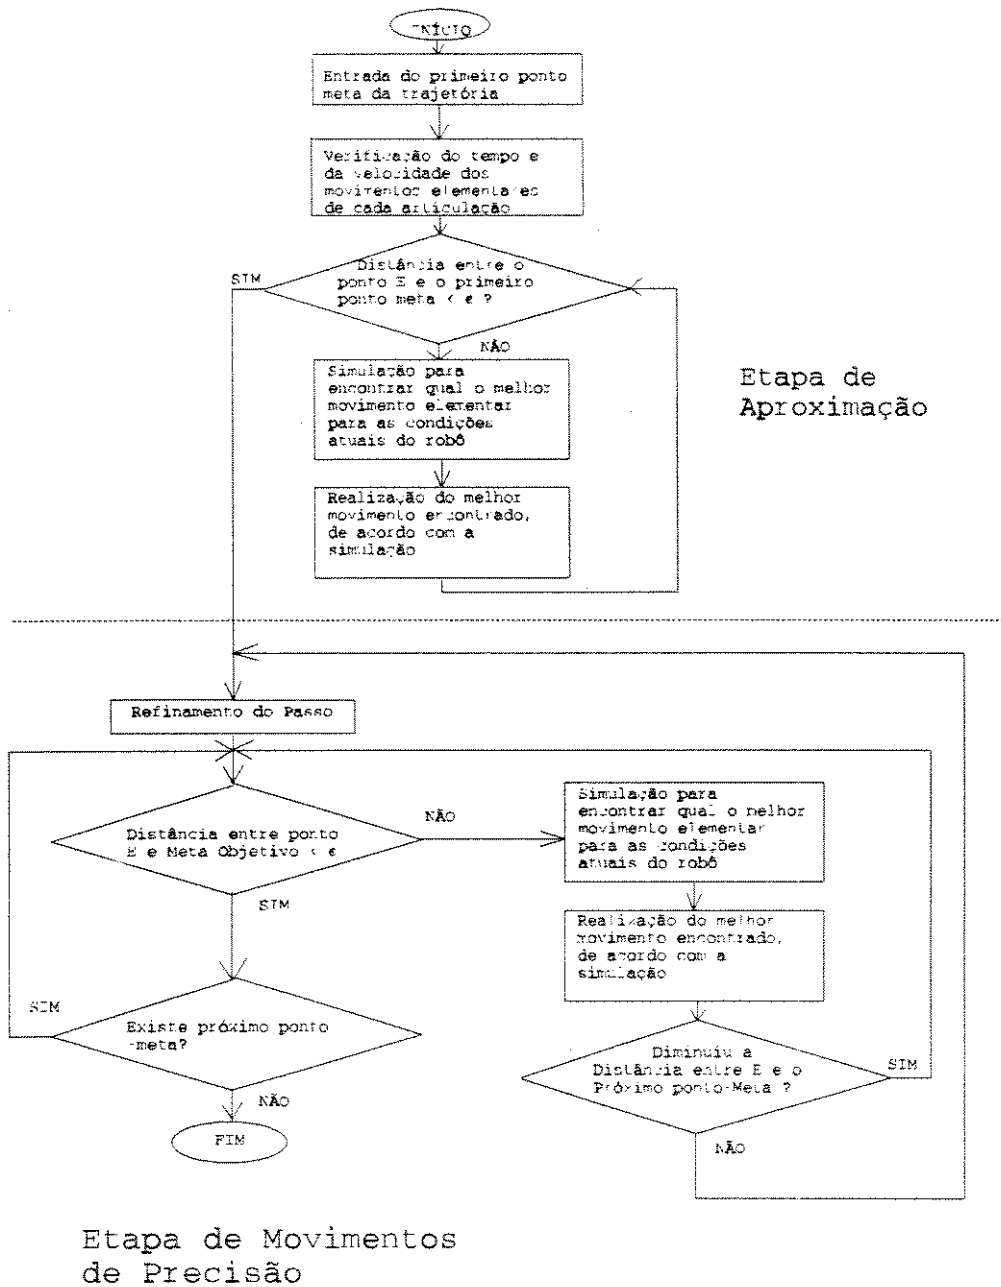 INÍCIO
Entrada do primeiro ponto
meta da trajetória
Verificação do tempo e
da velocidade dos
movimentos elementares
de cada articulação
Distância entre o
ponto E e o primeiro
ponto meta < ϵ ?
SIM
NÃO
Simulação para
encontrar qual o melhor
movimento elementar
para as condições
atuais do robô
Etapa de
Aproximação
Realização do melhor
movimento encontrado,
de acordo com a
simulação
Refinamento do Passo
Distância entre ponto
E e Meta Objetivo < ϵ
NÃO
SIM
Simulação para
encontrar qual o melhor
movimento elementar
para as condições
atuais do robô
Realização do melhor
movimento encontrado,
de acordo com a
simulação
Existe próximo ponto
-meta?
SIM
NÃO
Diminuiu a
Distância entre E e o
Próximo ponto-Meta ?
SIM
NÃO
FIM
Etapa de Movimentos
de Precisão